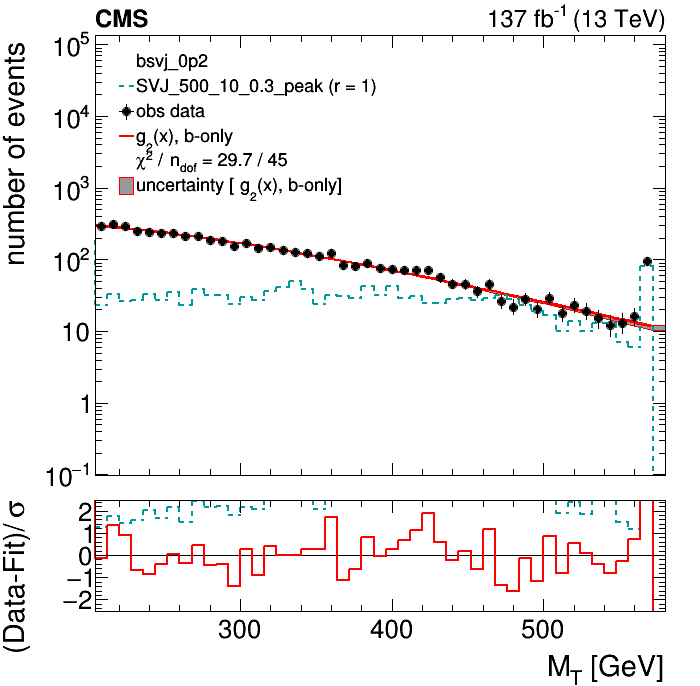 CMS 137 fb⁻¹ (13 TeV)
number of events
10⁵
10⁴
10³
10²
10
1
10⁻¹
bsvj_0p2
SVJ_500_10_0.3_peak (r = 1)
obs data
g₂(x), b-only
χ² / n_dof = 29.7 / 45
uncertainty [ g₂(x), b-only]
(Data-Fit)/ σ
2
1
0
−1
−2
300 400 500
M_T [GeV]